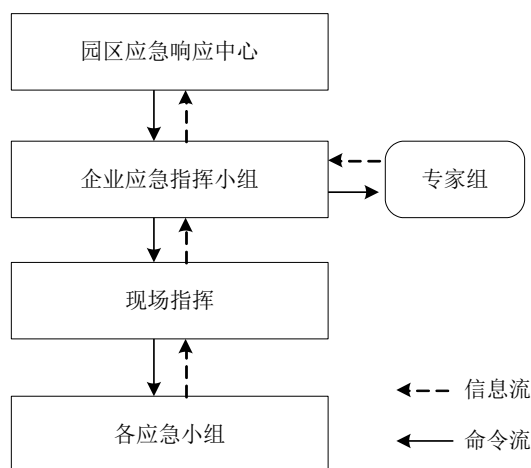 园区应急响应中心
企业应急指挥小组
专家组
现场指挥
信息流
各应急小组
命令流